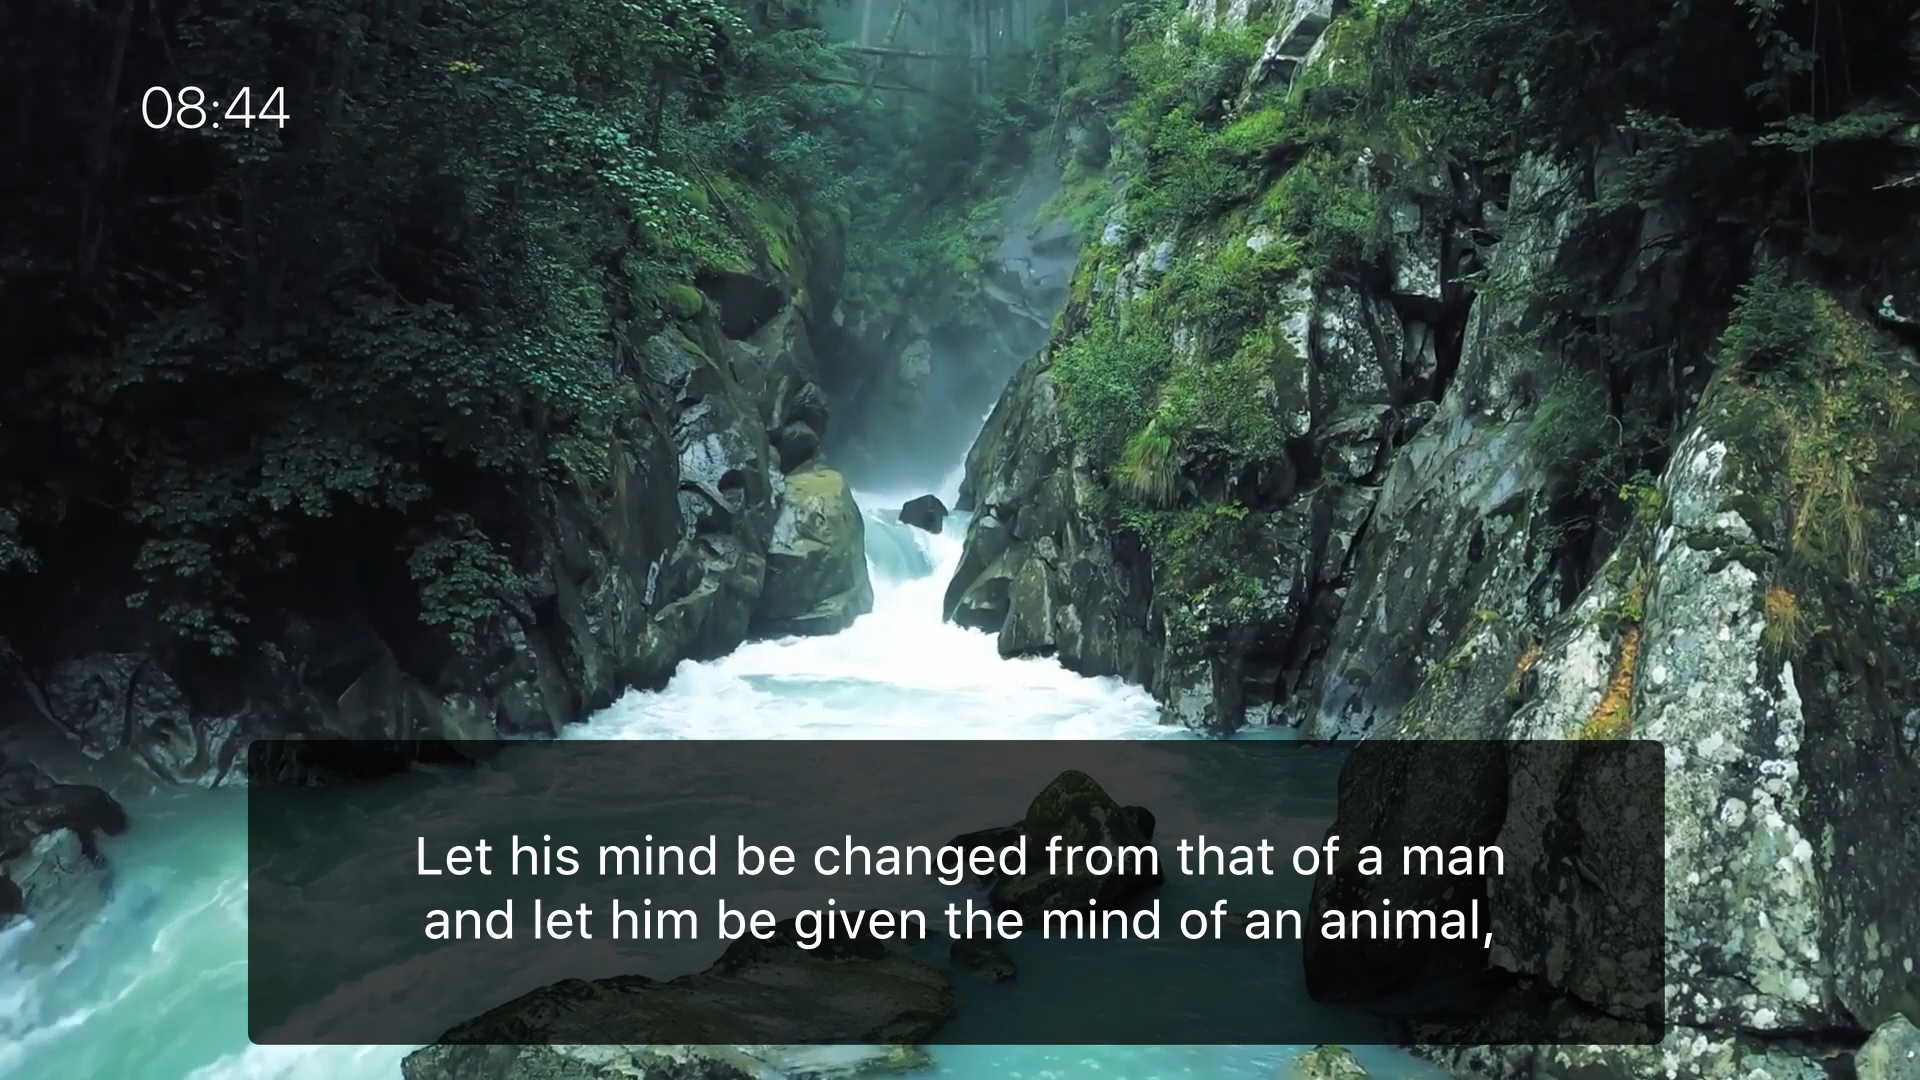 08:44
Let his mind be changed from that of a man
and let him be given the mind of an animal,